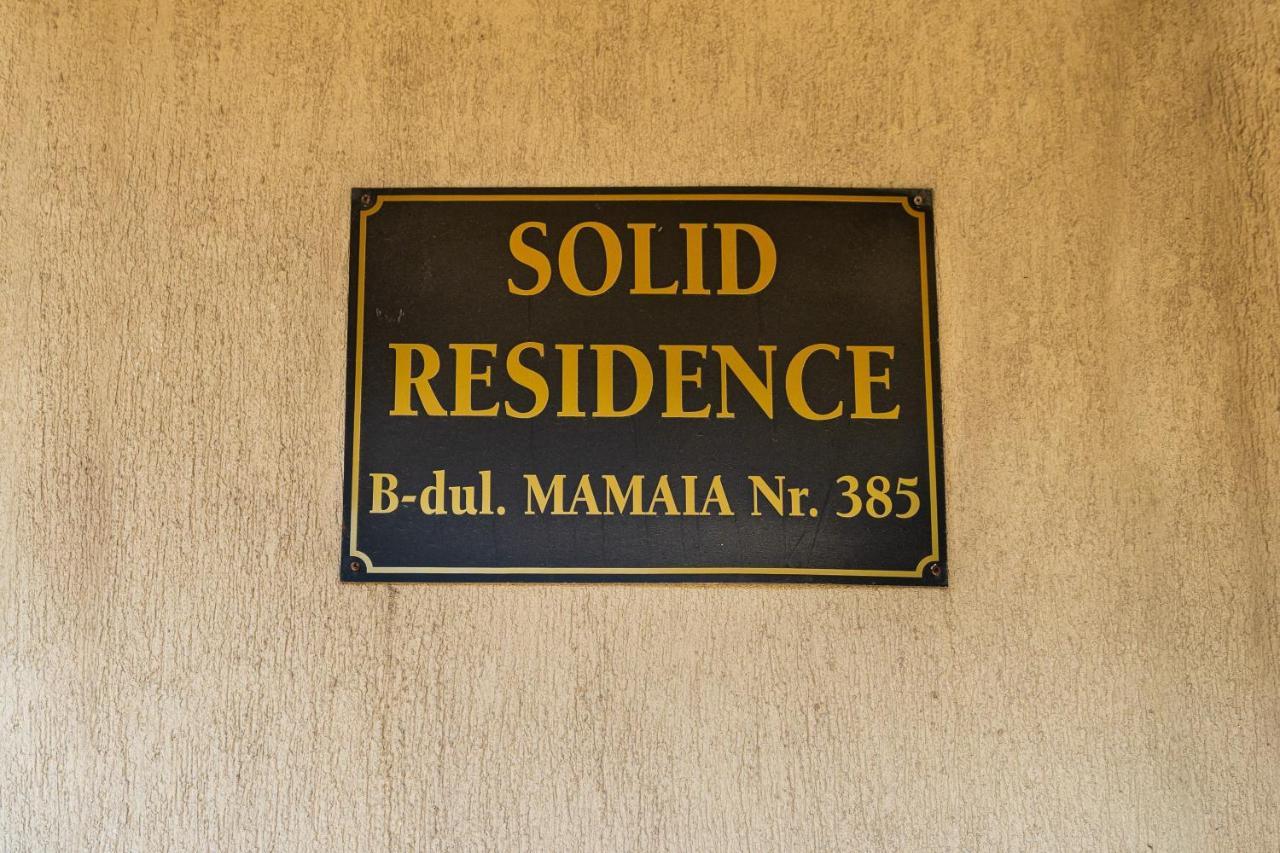 SOLID
RESIDENCE
B-dul. MAMAIA Nr. 385